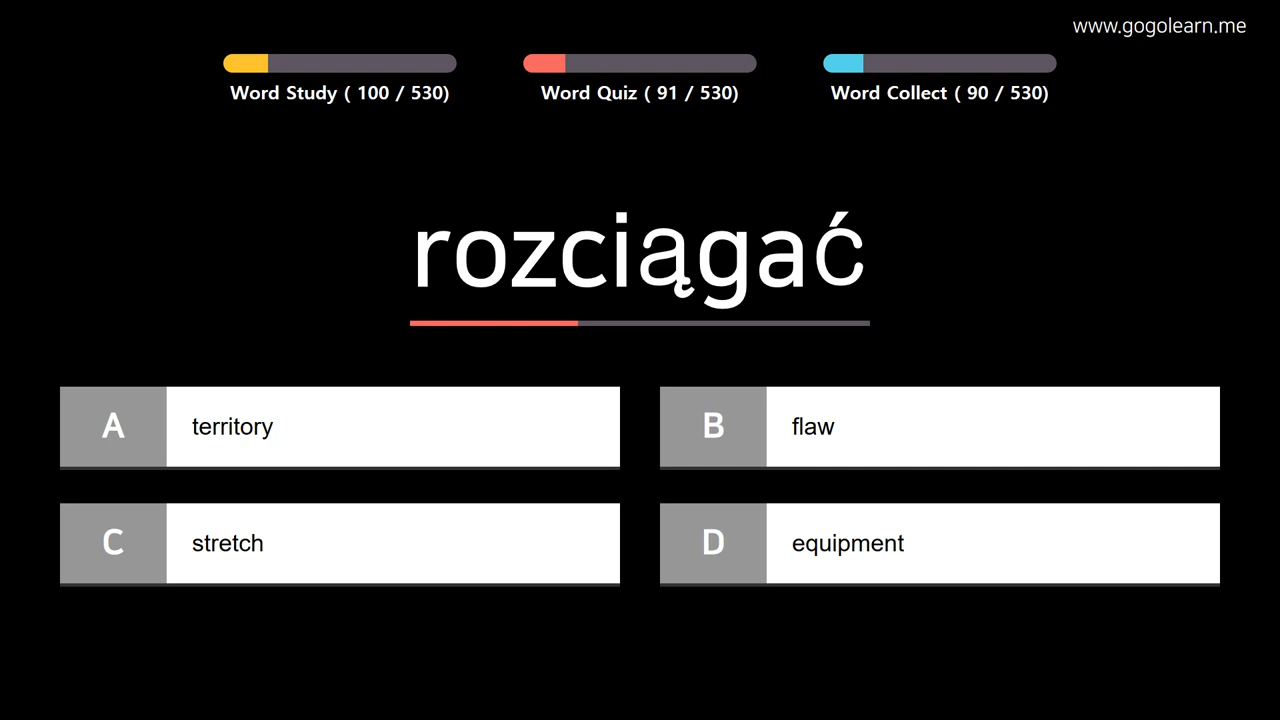 www.gogolearn.me
Word Study ( 100 / 530)
Word Quiz ( 91 / 530)
Word Collect ( 90 / 530)
rozciągać
A territory
B flaw
C stretch
D equipment